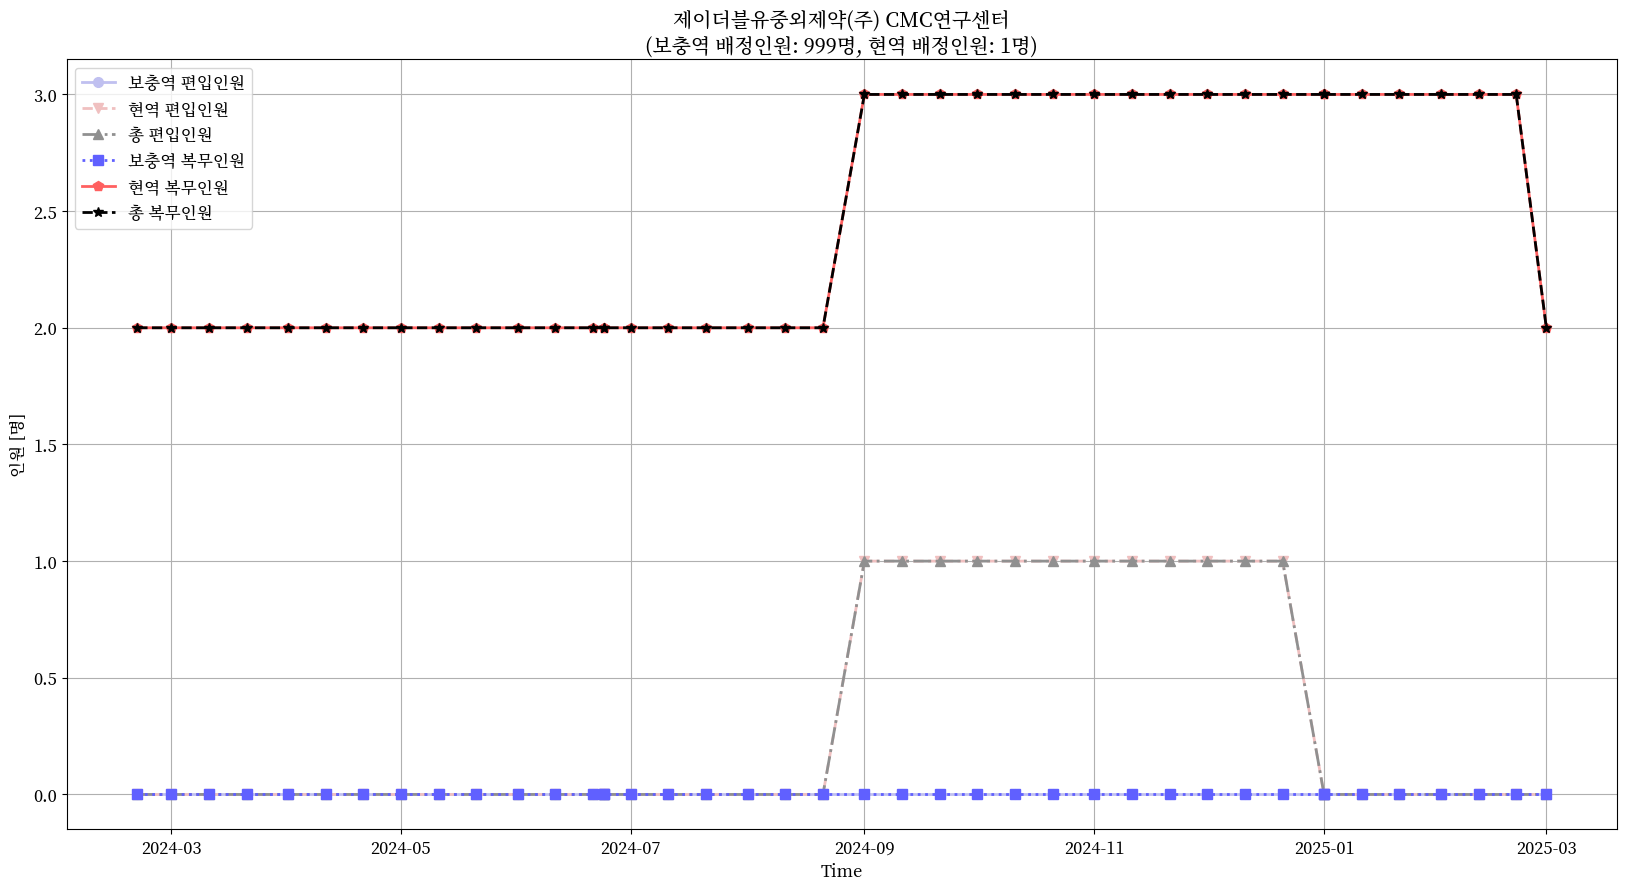 제이더블유중외제약(주) CMC연구센터
(보충역 배정인원: 999명, 현역 배정인원: 1명)
보충역 편입인원
현역 편입인원
총 편입인원
보충역 복무인원
현역 복무인원
총 복무인원
3.0
2.5
2.0
1.5
1.0
0.5
0.0
인원 [명]
2024-03
2024-05
2024-07
2024-09
2024-11
2025-01
2025-03
Time